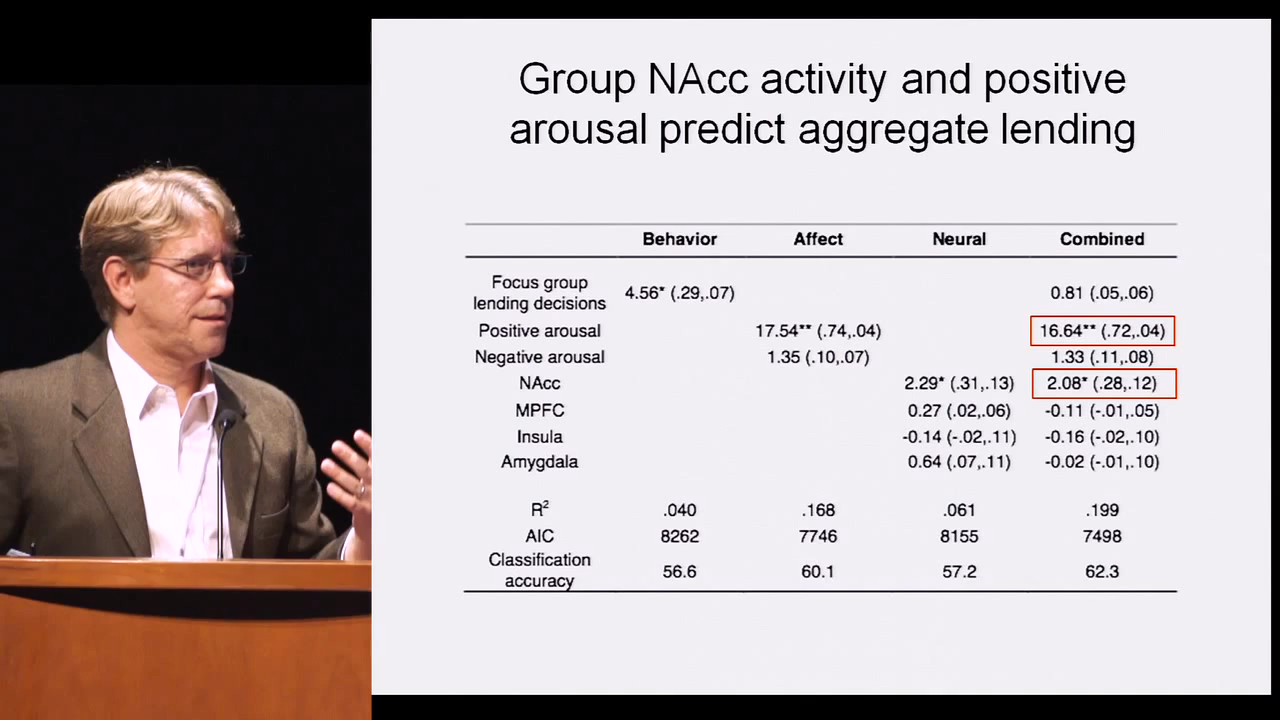 Group NAcc activity and positive
arousal predict aggregate lending
Behavior Affect Neural Combined
Focus group
lending decisions 4.56* (.29,.07) 0.81 (.05,.06)
Positive arousal 17.54** (.74,.04) 16.64** (.72,.04)
Negative arousal 1.35 (.10,.07) 1.33 (.11,.08)
NAcc 2.29* (.31,.13) 2.08* (.28,.12)
MPFC 0.27 (.02,.06) -0.11 (-.01,.05)
Insula -0.14 (-.02,.11) -0.16 (-.02,.10)
Amygdala 0.64 (.07,.11) -0.02 (-.01,.10)
R² .040 .168 .061 .199
AIC 8262 7746 8155 7498
Classification
accuracy 56.6 60.1 57.2 62.3